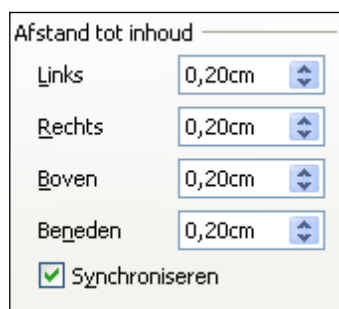 Afstand tot inhoud
Links 0,20cm
Rechts 0,20cm
Boven 0,20cm
Beneden 0,20cm
Synchroniseren